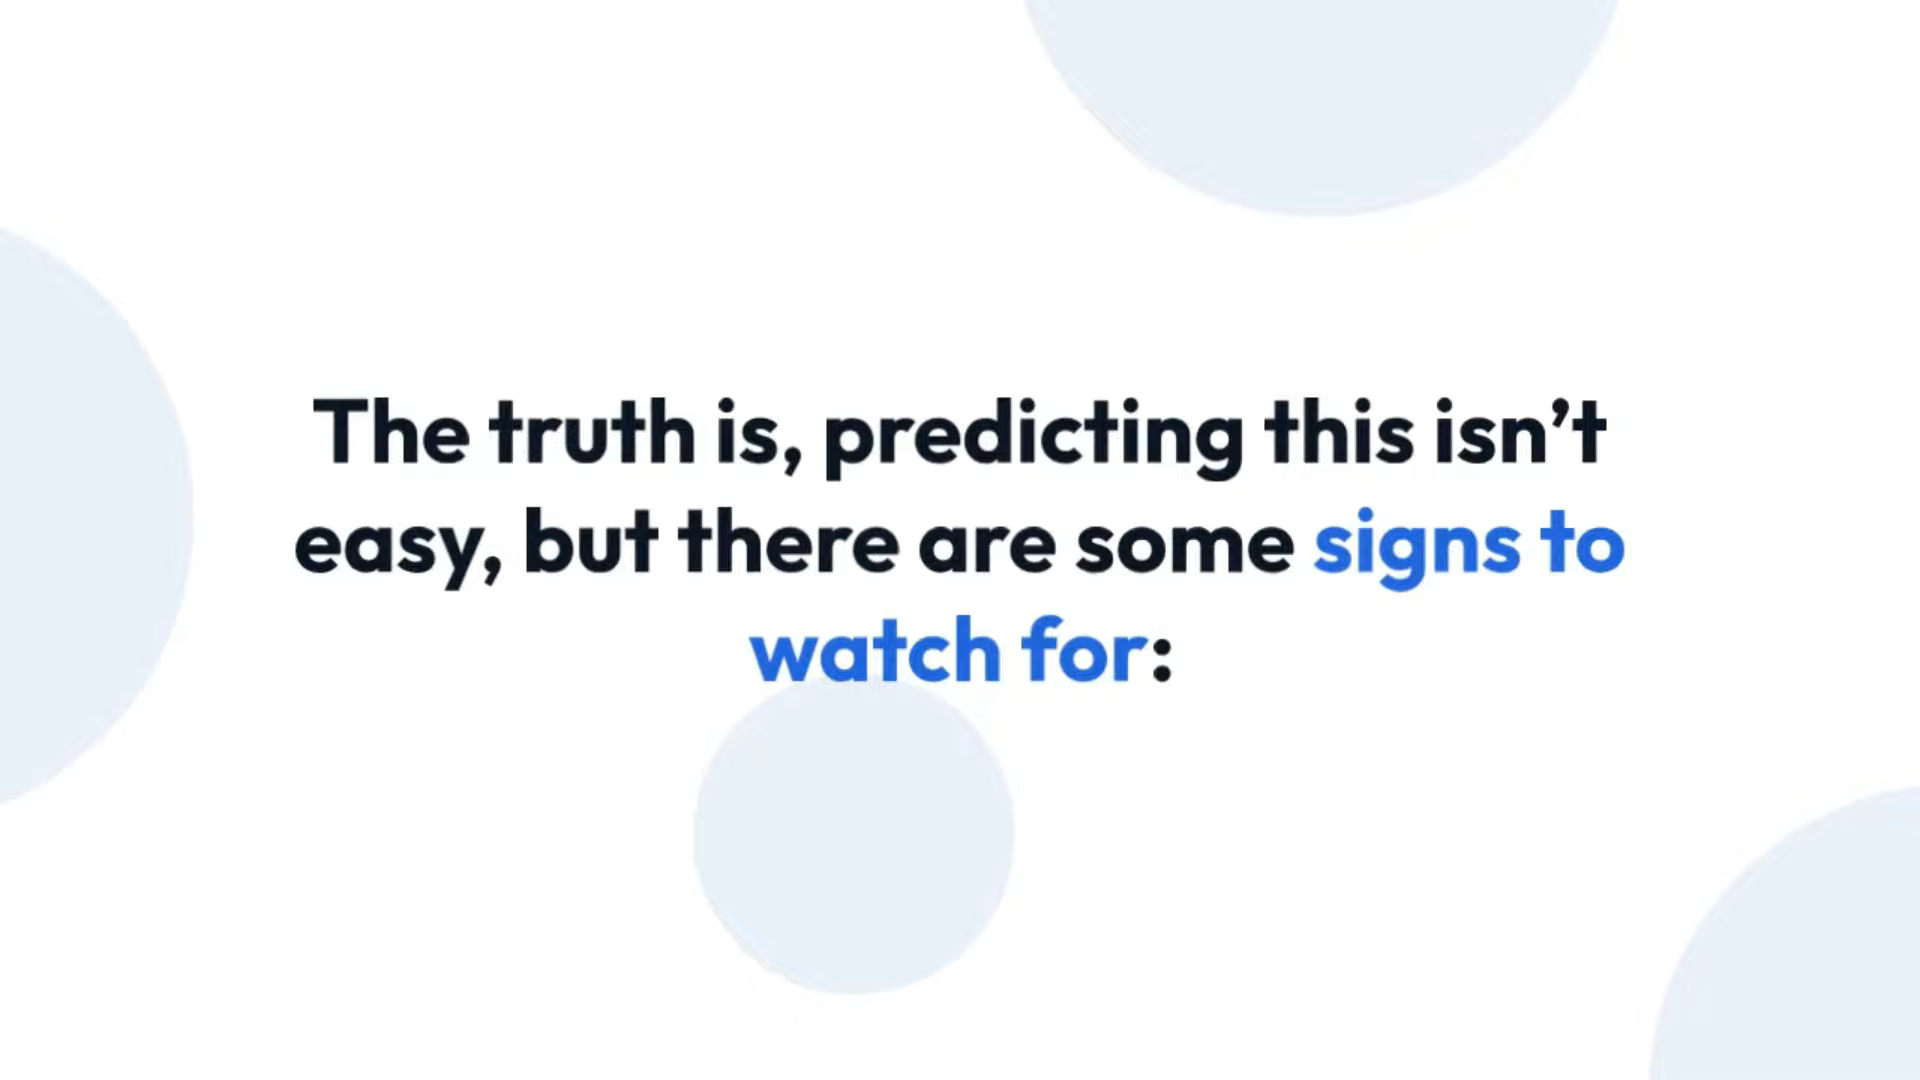 The truth is, predicting this isn’t
easy, but there are some signs to
watch for: